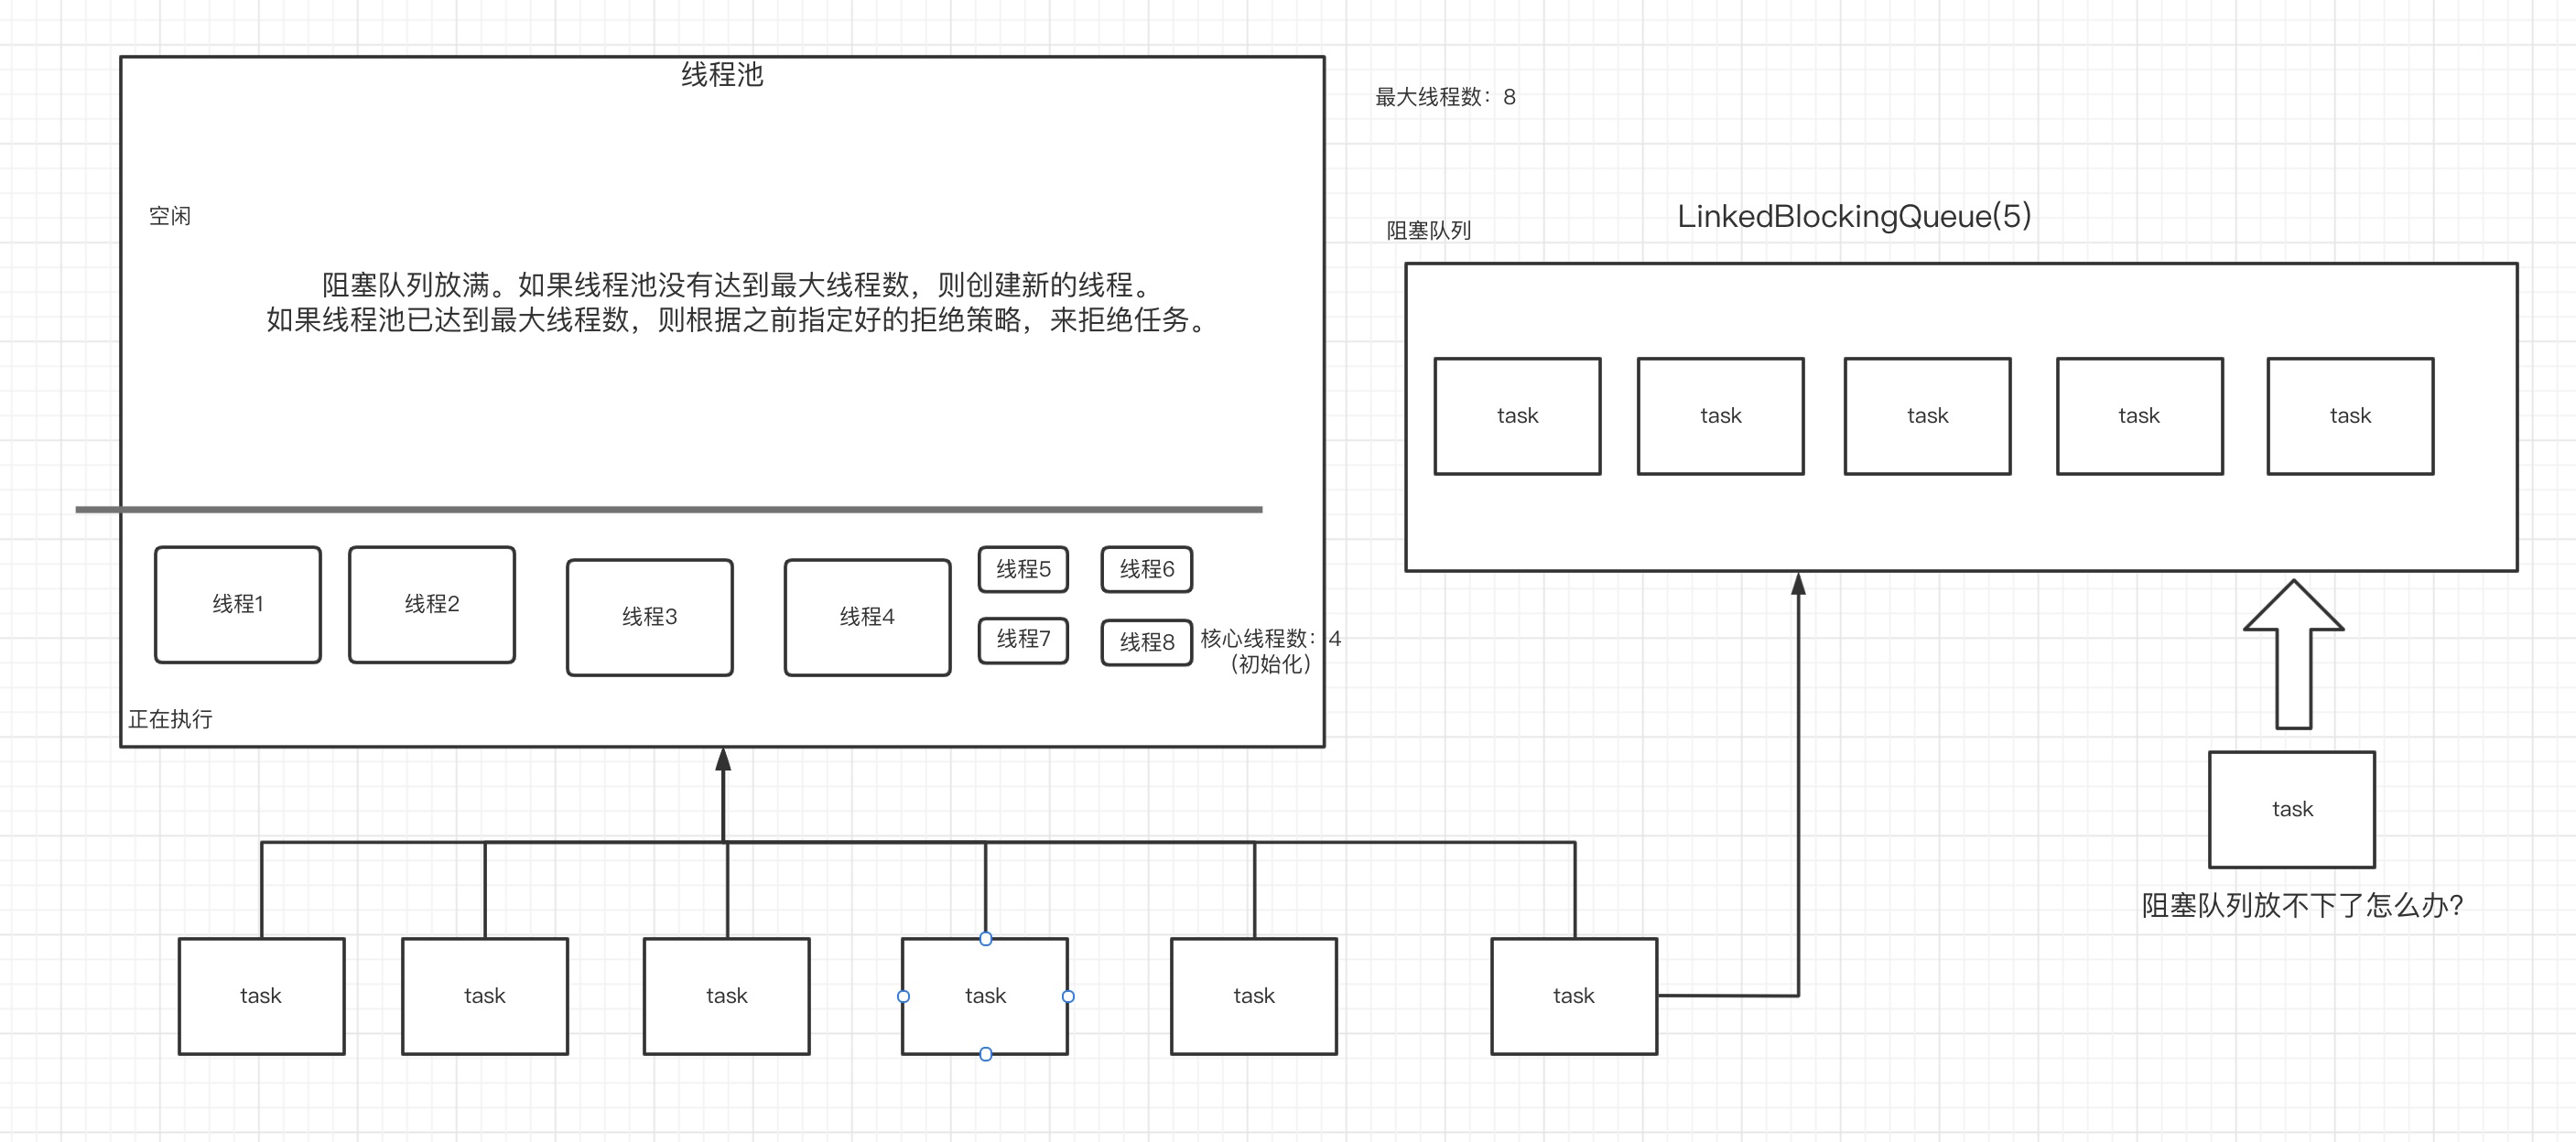 线程池
最大线程数：8
空闲
阻塞队列
LinkedBlockingQueue(5)
阻塞队列放满。如果线程池没有达到最大线程数，则创建新的线程。
如果线程池已达到最大线程数，则根据之前指定好的拒绝策略，来拒绝任务。
task
task
task
task
task
线程1
线程2
线程3
线程4
线程5
线程6
线程7
线程8
核心线程数：4
（初始化）
正在执行
task
阻塞队列放不下了怎么办？
task
task
task
task
task
task